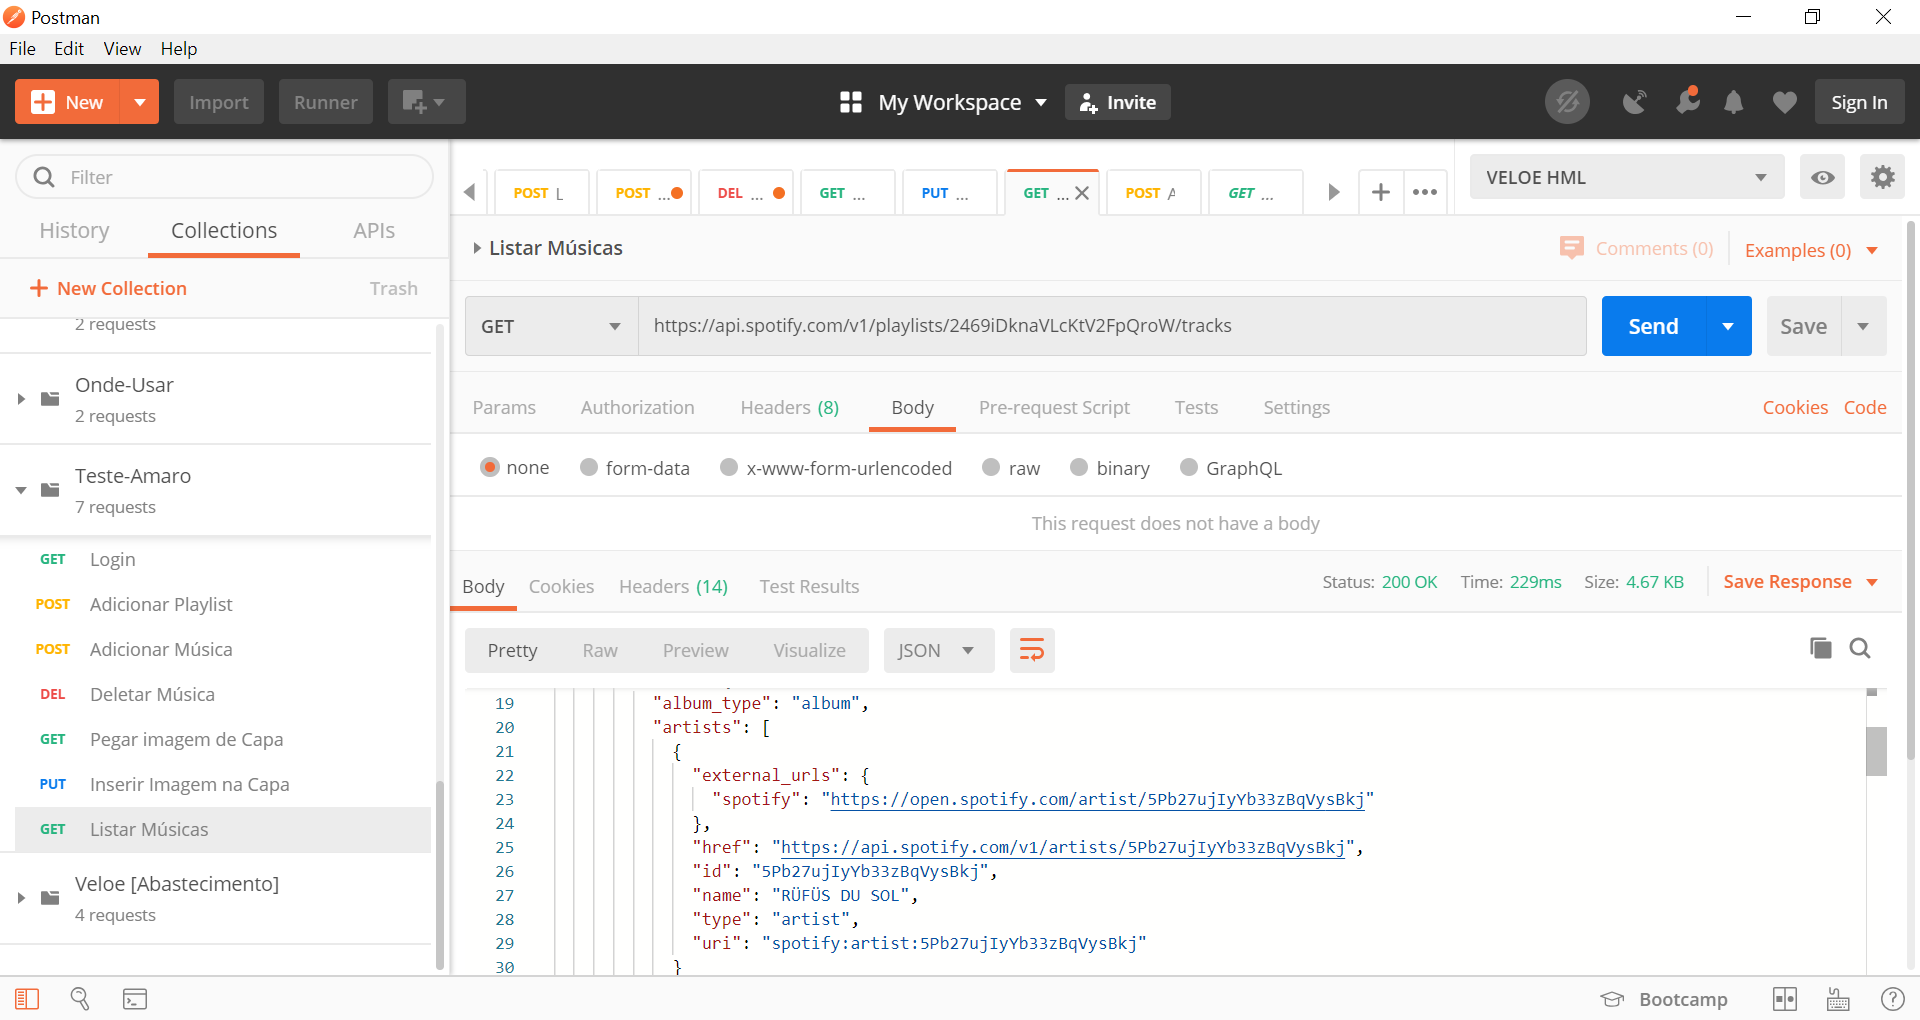 Postman
File Edit View Help
New Import Runner My Workspace Invite Sign In
Filter
History Collections APIs
New Collection Trash
2 requests
Onde-Usar
2 requests
Teste-Amaro
7 requests
GET Login
POST Adicionar Playlist
POST Adicionar Música
DEL Deletar Música
GET Pegar imagem de Capa
PUT Inserir Imagem na Capa
GET Listar Músicas
Veloe [Abastecimento]
4 requests
POST L POST ... DEL ... GET ... PUT ... GET ... POST A GET ... VELOE HML
Listar Músicas Comments (0) Examples (0)
GET https://api.spotify.com/v1/playlists/2469iDknaVLcKtV2FpQroW/tracks Send Save
Params Authorization Headers (8) Body Pre-request Script Tests Settings Cookies Code
none form-data x-www-form-urlencoded raw binary GraphQL
This request does not have a body
Body Cookies Headers (14) Test Results Status: 200 OK Time: 229ms Size: 4.67 KB Save Response
Pretty Raw Preview Visualize JSON
19 "album_type": "album",
20 "artists": [
21 {
22 "external_urls": {
23 "spotify": "https://open.spotify.com/artist/5Pb27ujIyYb33zBqVysBkj"
24 },
25 "href": "https://api.spotify.com/v1/artists/5Pb27ujIyYb33zBqVysBkj",
26 "id": "5Pb27ujIyYb33zBqVysBkj",
27 "name": "RÜFÜS DU SOL",
28 "type": "artist",
29 "uri": "spotify:artist:5Pb27ujIyYb33zBqVysBkj"
30 }
Bootcamp